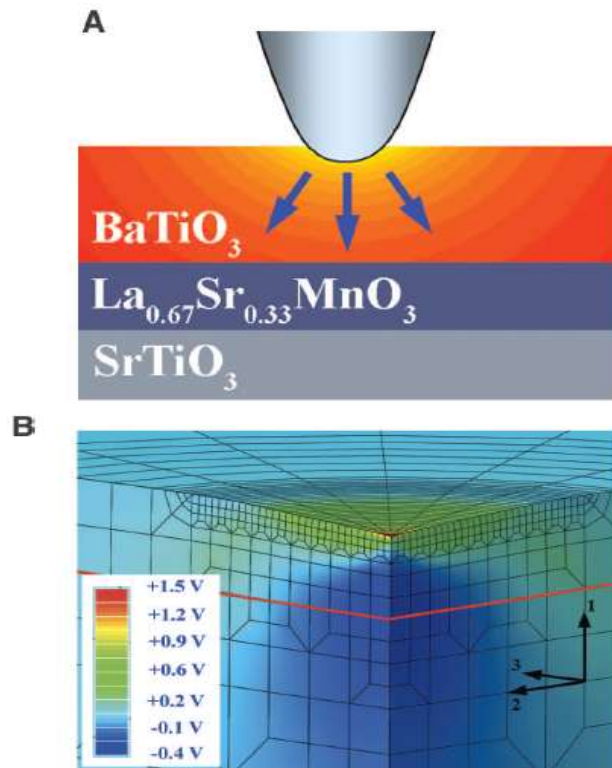 A
BaTiO₃
La₀.₆₇Sr₀.₃₃MnO₃
SrTiO₃
B
+1.5 V
+1.2 V
+0.9 V
+0.6 V
+0.2 V
-0.1 V
-0.4 V
1
3
2